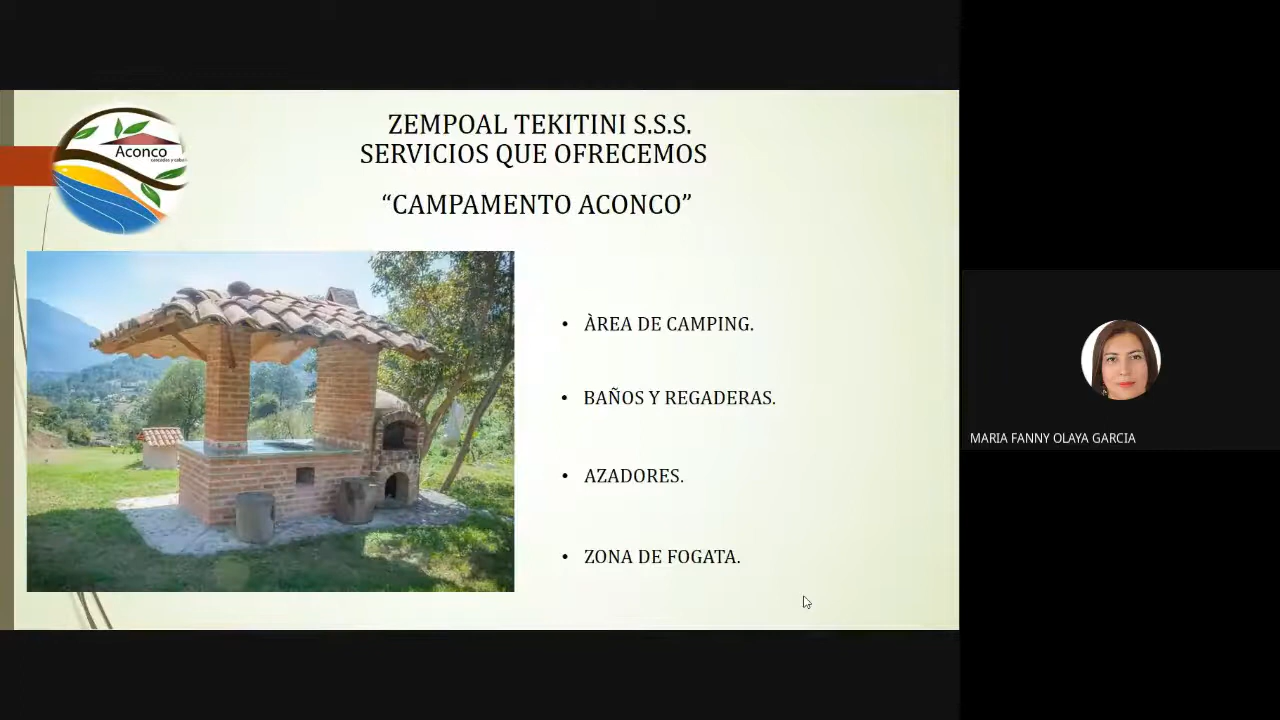 ZEMPOAL TEKITINI S.S.S.
SERVICIOS QUE OFRECEMOS
“CAMPAMENTO ACONCO”
Aconco
• ÀREA DE CAMPING.
• BAÑOS Y REGADERAS.
• AZADORES.
• ZONA DE FOGATA.
MARIA FANNY OLAYA GARCIA